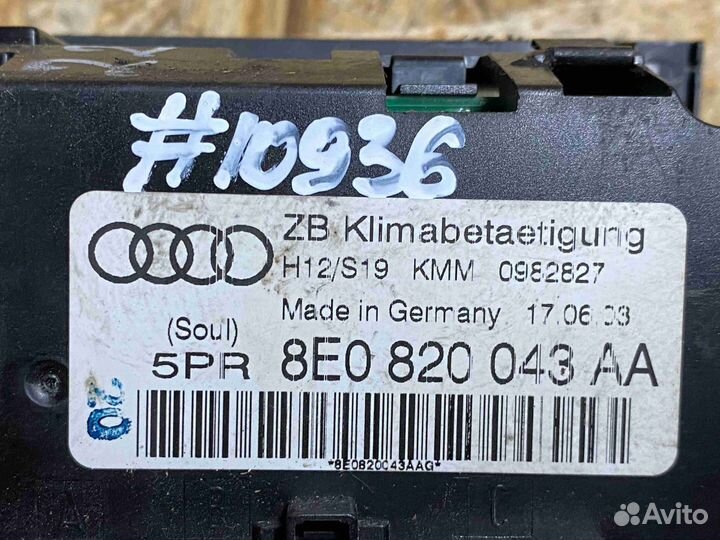 #10936
ZB Klimabetaetigung
H12/S19 KMM 0982827
Made in Germany 17.06.03
(Soul)
5PR 8E0 820 043 AA
*8E0820043AAG*
Avito